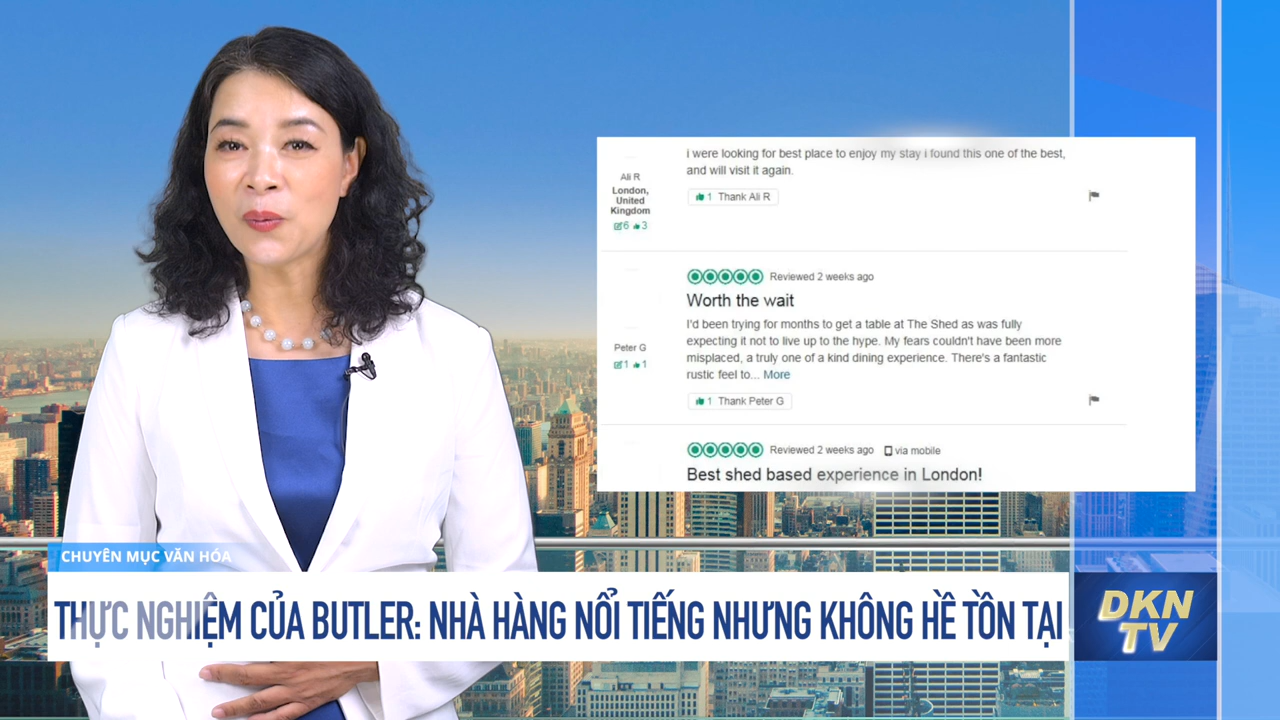 i were looking for best place to enjoy my stay i found this one of the best,
and will visit it again.
Ali R
London,
United
Kingdom
6 3
1 Thank Ali R
Reviewed 2 weeks ago
Worth the wait
I'd been trying for months to get a table at The Shed as was fully
expecting it not to live up to the hype. My fears couldn't have been more
misplaced, a truly one of a kind dining experience. There's a fantastic
rustic feel to... More
Peter G
1 1
1 Thank Peter G
Reviewed 2 weeks ago via mobile
Best shed based experience in London!
CHUYÊN MỤC VĂN HÓA
THỰC NGHIỆM CỦA BUTLER: NHÀ HÀNG NỔI TIẾNG NHƯNG KHÔNG HỀ TỒN TẠI
DKN
TV